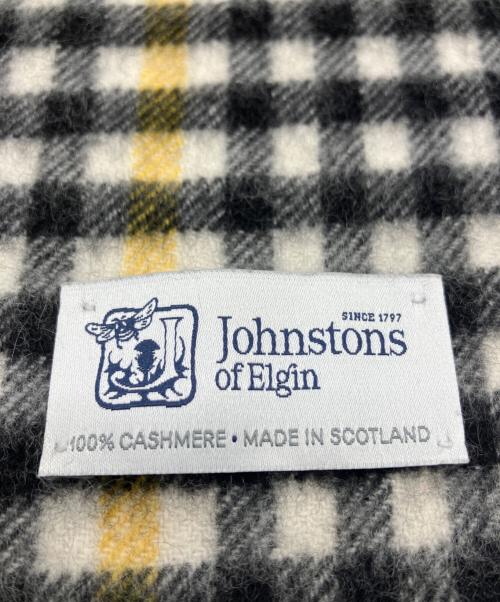 SINCE 1797
Johnstons
of Elgin
100% CASHMERE • MADE IN SCOTLAND